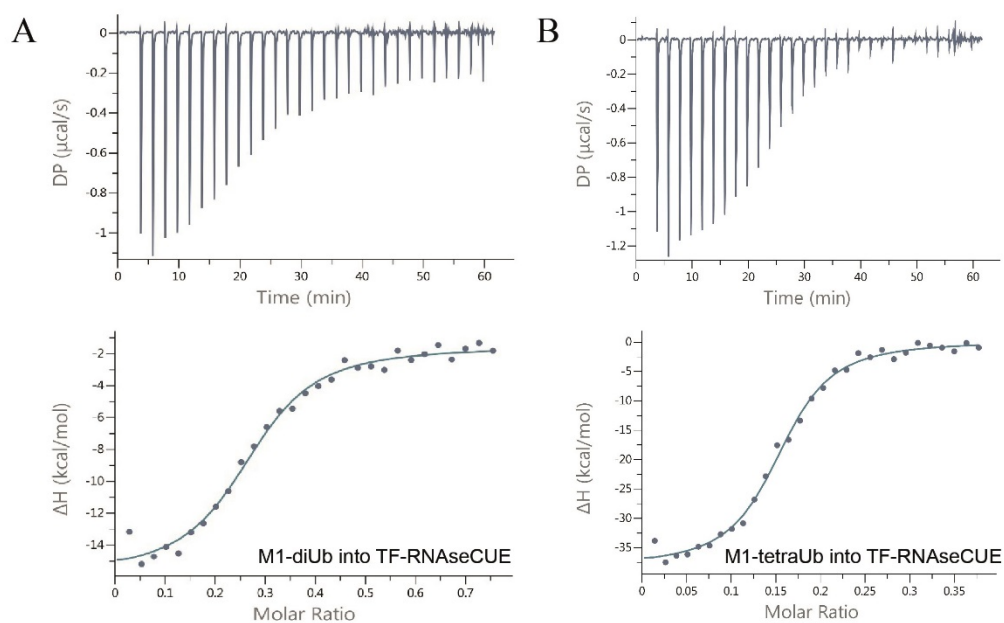 A
0
-0.2
-0.4
-0.6
-0.8
-1
DP (µcal/s)
0 10 20 30 40 50 60
Time (min)
B
0
-0.2
-0.4
-0.6
-0.8
-1
-1.2
DP (µcal/s)
0 10 20 30 40 50 60
Time (min)
-2
-4
-6
-8
-10
-12
-14
ΔH (kcal/mol)
M1-diUb into TF-RNAseCUE
0 0.1 0.2 0.3 0.4 0.5 0.6 0.7
Molar Ratio
0
-5
-10
-15
-20
-25
-30
-35
ΔH (kcal/mol)
M1-tetraUb into TF-RNAseCUE
0 0.05 0.1 0.15 0.2 0.25 0.3 0.35
Molar Ratio